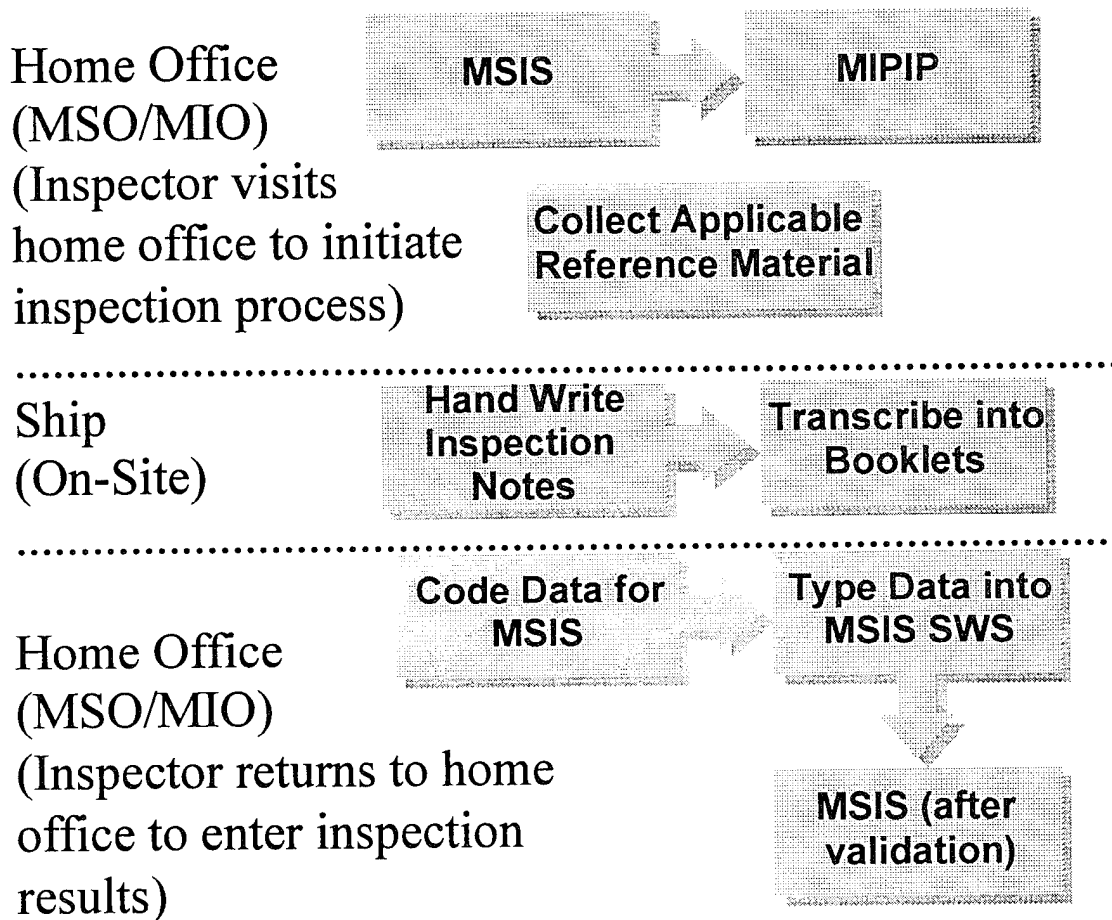 Home Office
(MSO/MIO)
(Inspector visits
home office to initiate
inspection process)
MSIS
MIPIP
Collect Applicable
Reference Material
Ship
(On-Site)
Hand Write
Inspection
Notes
Transcribe into
Booklets
Home Office
(MSO/MIO)
(Inspector returns to home
office to enter inspection
results)
Code Data for
MSIS
Type Data into
MSIS SWS
MSIS (after
validation)